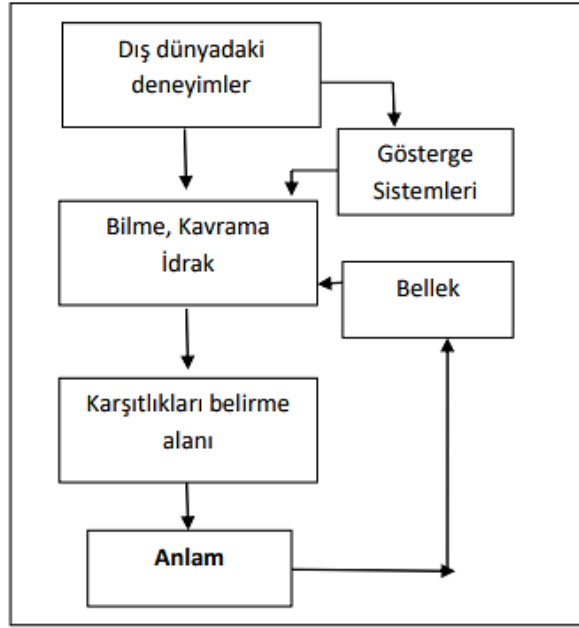 Dış dünyadaki
deneyimler
Gösterge
Sistemleri
Bilme, Kavrama
İdrak
Bellek
Karşıtlıkları belirme
alanı
Anlam